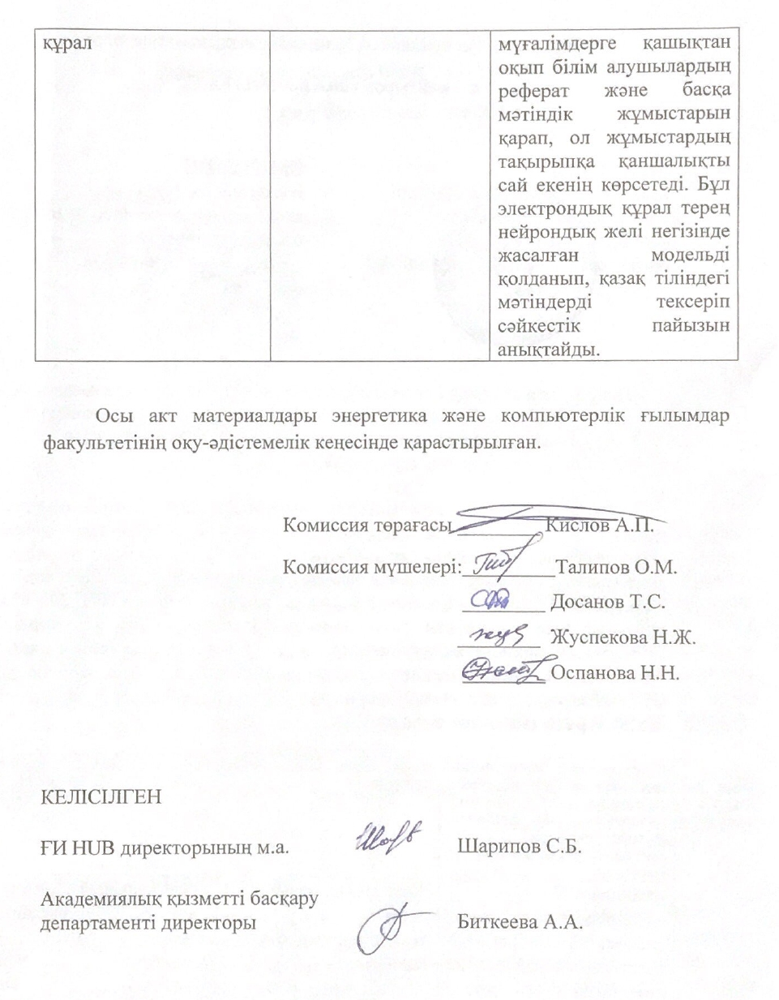 құрал
мұғалімдерге қашықтан
оқып білім алушылардың
реферат және басқа
мәтіндік жұмыстарын
қарап, ол жұмыстардың
тақырыпқа қаншалықты
сай екенің көрсетеді. Бұл
электрондық құрал терең
нейрондық желі негізінде
жасалған модельді
қолданып, қазақ тіліндегі
мәтіндерді тексеріп
сәйкестік пайызын
анықтайды.
Осы акт материалдары энергетика және компьютерлік ғылымдар
факультетінің оқу-әдістемелік кеңесінде қарастырылған.
Комиссия төрағасы Кислов А.П.
Комиссия мүшелері: Талипов О.М.
Досанов Т.С.
Жуспекова Н.Ж.
Оспанова Н.Н.
КЕЛІСІЛГЕН
ҒИ HUB директорының м.а. Шарипов С.Б.
Академиялық қызметті басқару
департаменті директоры Биткеева А.А.